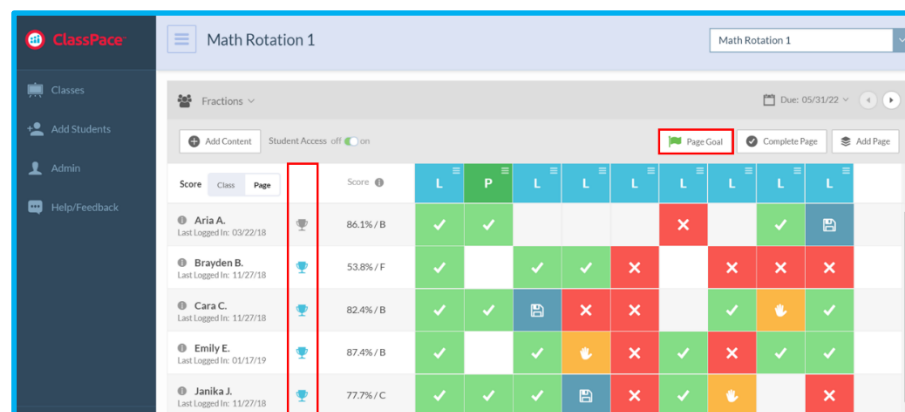 ClassPace
Math Rotation 1
Math Rotation 1
Classes
Add Students
Admin
Help/Feedback
Fractions
Due: 05/31/22
Add Content
Student Access off on
Page Goal
Complete Page
Add Page
Score Class Page
Score
L P L L L L L L L
Aria A.
Last Logged In: 03/22/18
86.1% / B
Brayden B.
Last Logged In: 11/27/18
53.8% / F
Cara C.
Last Logged In: 11/27/18
82.4% / B
Emily E.
Last Logged In: 01/17/19
87.4% / B
Janika J.
Last Logged In: 11/27/18
77.7% / C